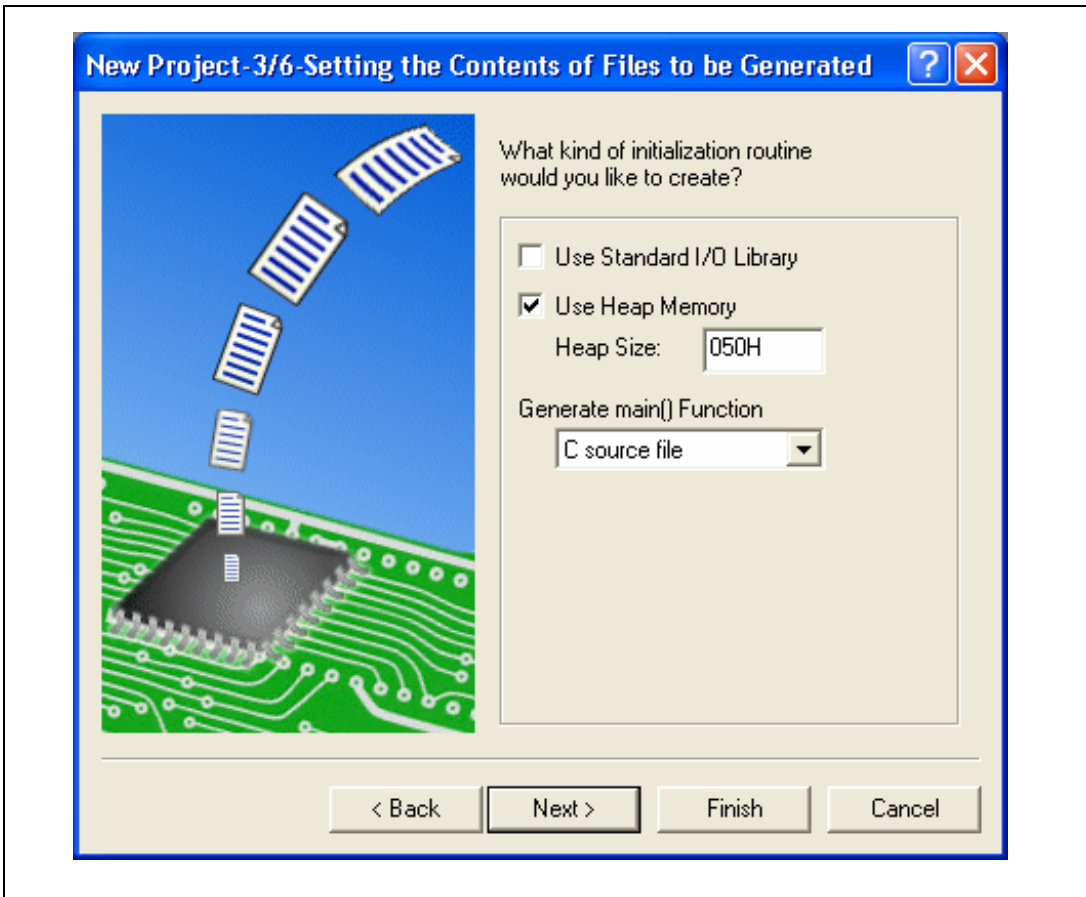 New Project-3/6-Setting the Contents of Files to be Generated
What kind of initialization routine
would you like to create?
Use Standard I/O Library
Use Heap Memory
Heap Size: 050H
Generate main() Function
C source file
< Back Next > Finish Cancel